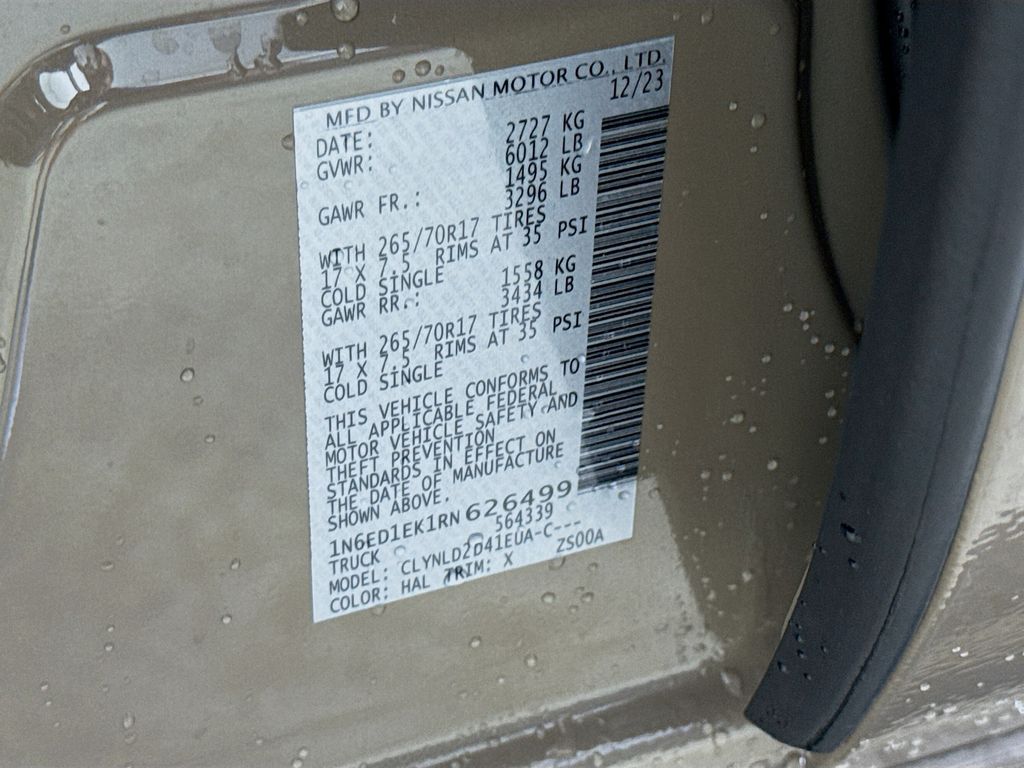 MFD BY NISSAN MOTOR CO., LTD.
DATE: 12/23
GVWR: 2727 KG
6012 LB
GAWR FR.: 1495 KG
3296 LB
WITH 265/70R17 TIRES
17 X 7.5 RIMS AT 35 PSI
COLD SINGLE
GAWR RR.: 1558 KG
3434 LB
WITH 265/70R17 TIRES
17 X 7.5 RIMS AT 35 PSI
COLD SINGLE
THIS VEHICLE CONFORMS TO
ALL APPLICABLE FEDERAL
MOTOR VEHICLE SAFETY AND
THEFT PREVENTION
STANDARDS IN EFFECT ON
THE DATE OF MANUFACTURE
SHOWN ABOVE.
1N6ED1EK1RN626499
TRUCK 564339
MODEL: CLYNLD2D41EUA-C---
COLOR: HAL TRIM: X ZS00A